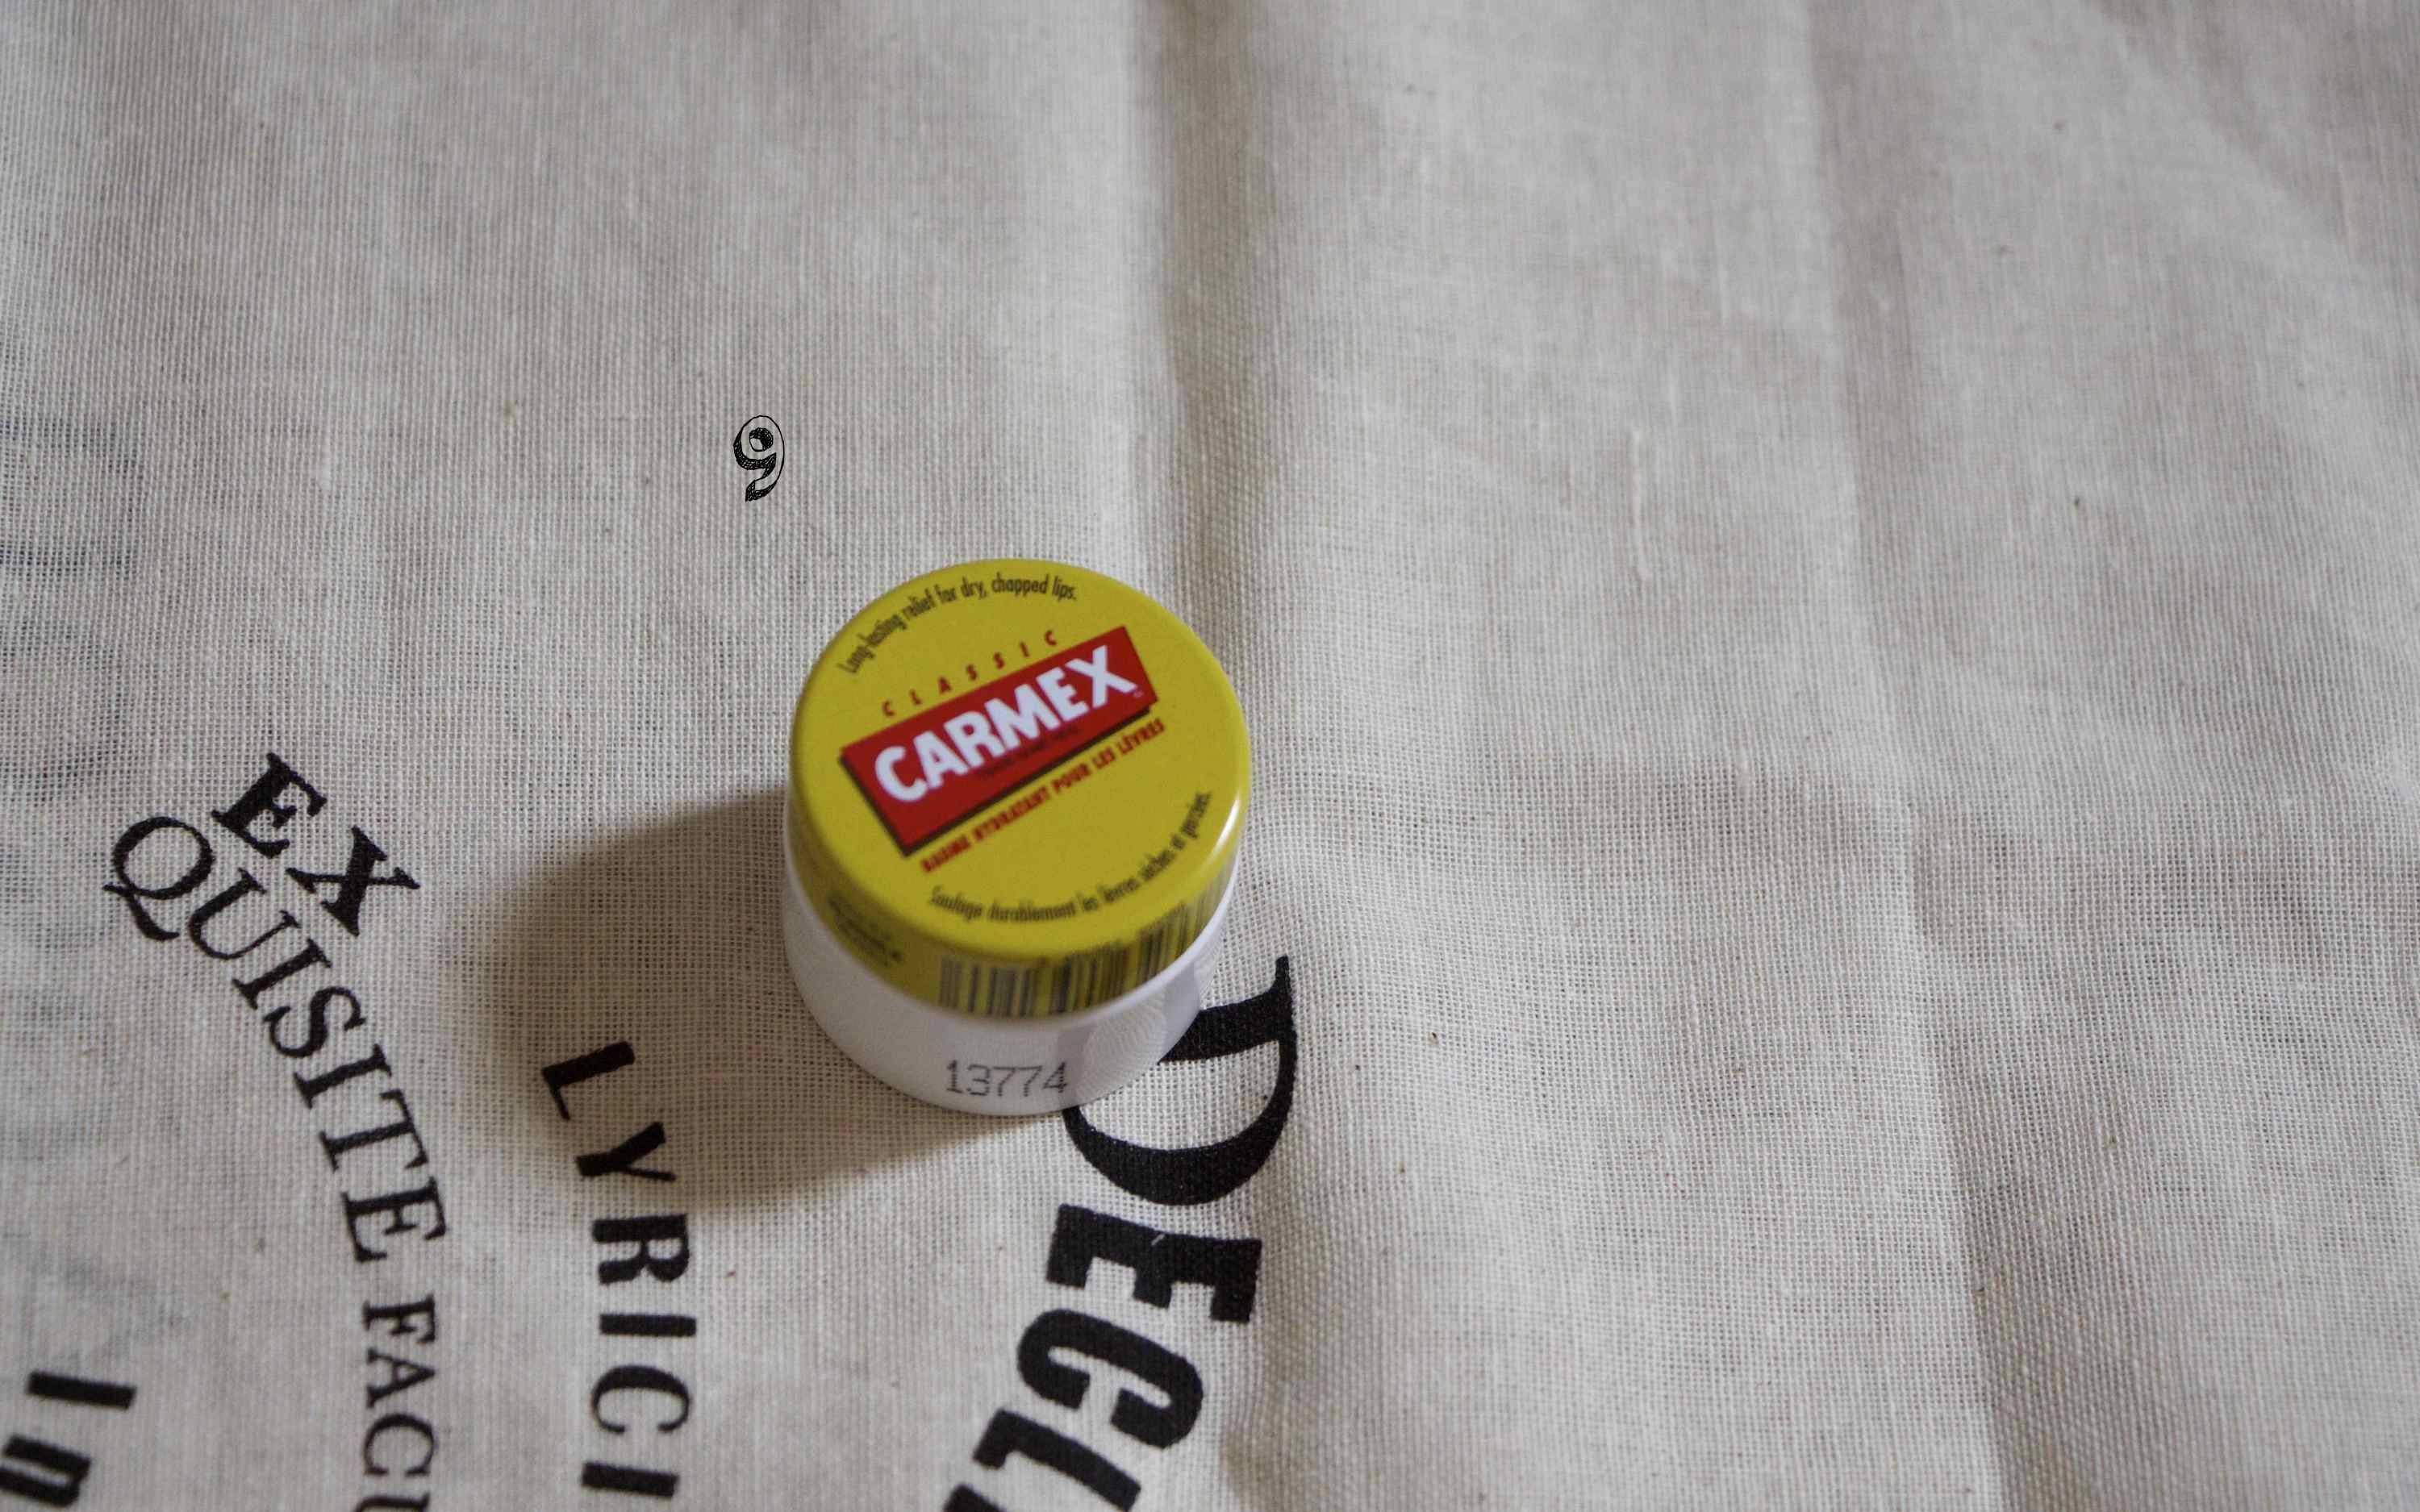 9
Long-lasting relief for dry, chapped lips.
CLASSIC
CARMEX
BAUME HYDRATANT POUR LES LÈVRES
Soulage durablement les lèvres sèches et gercées.
13774
EX
QUISITE FACU
LYRICI
DECL
In